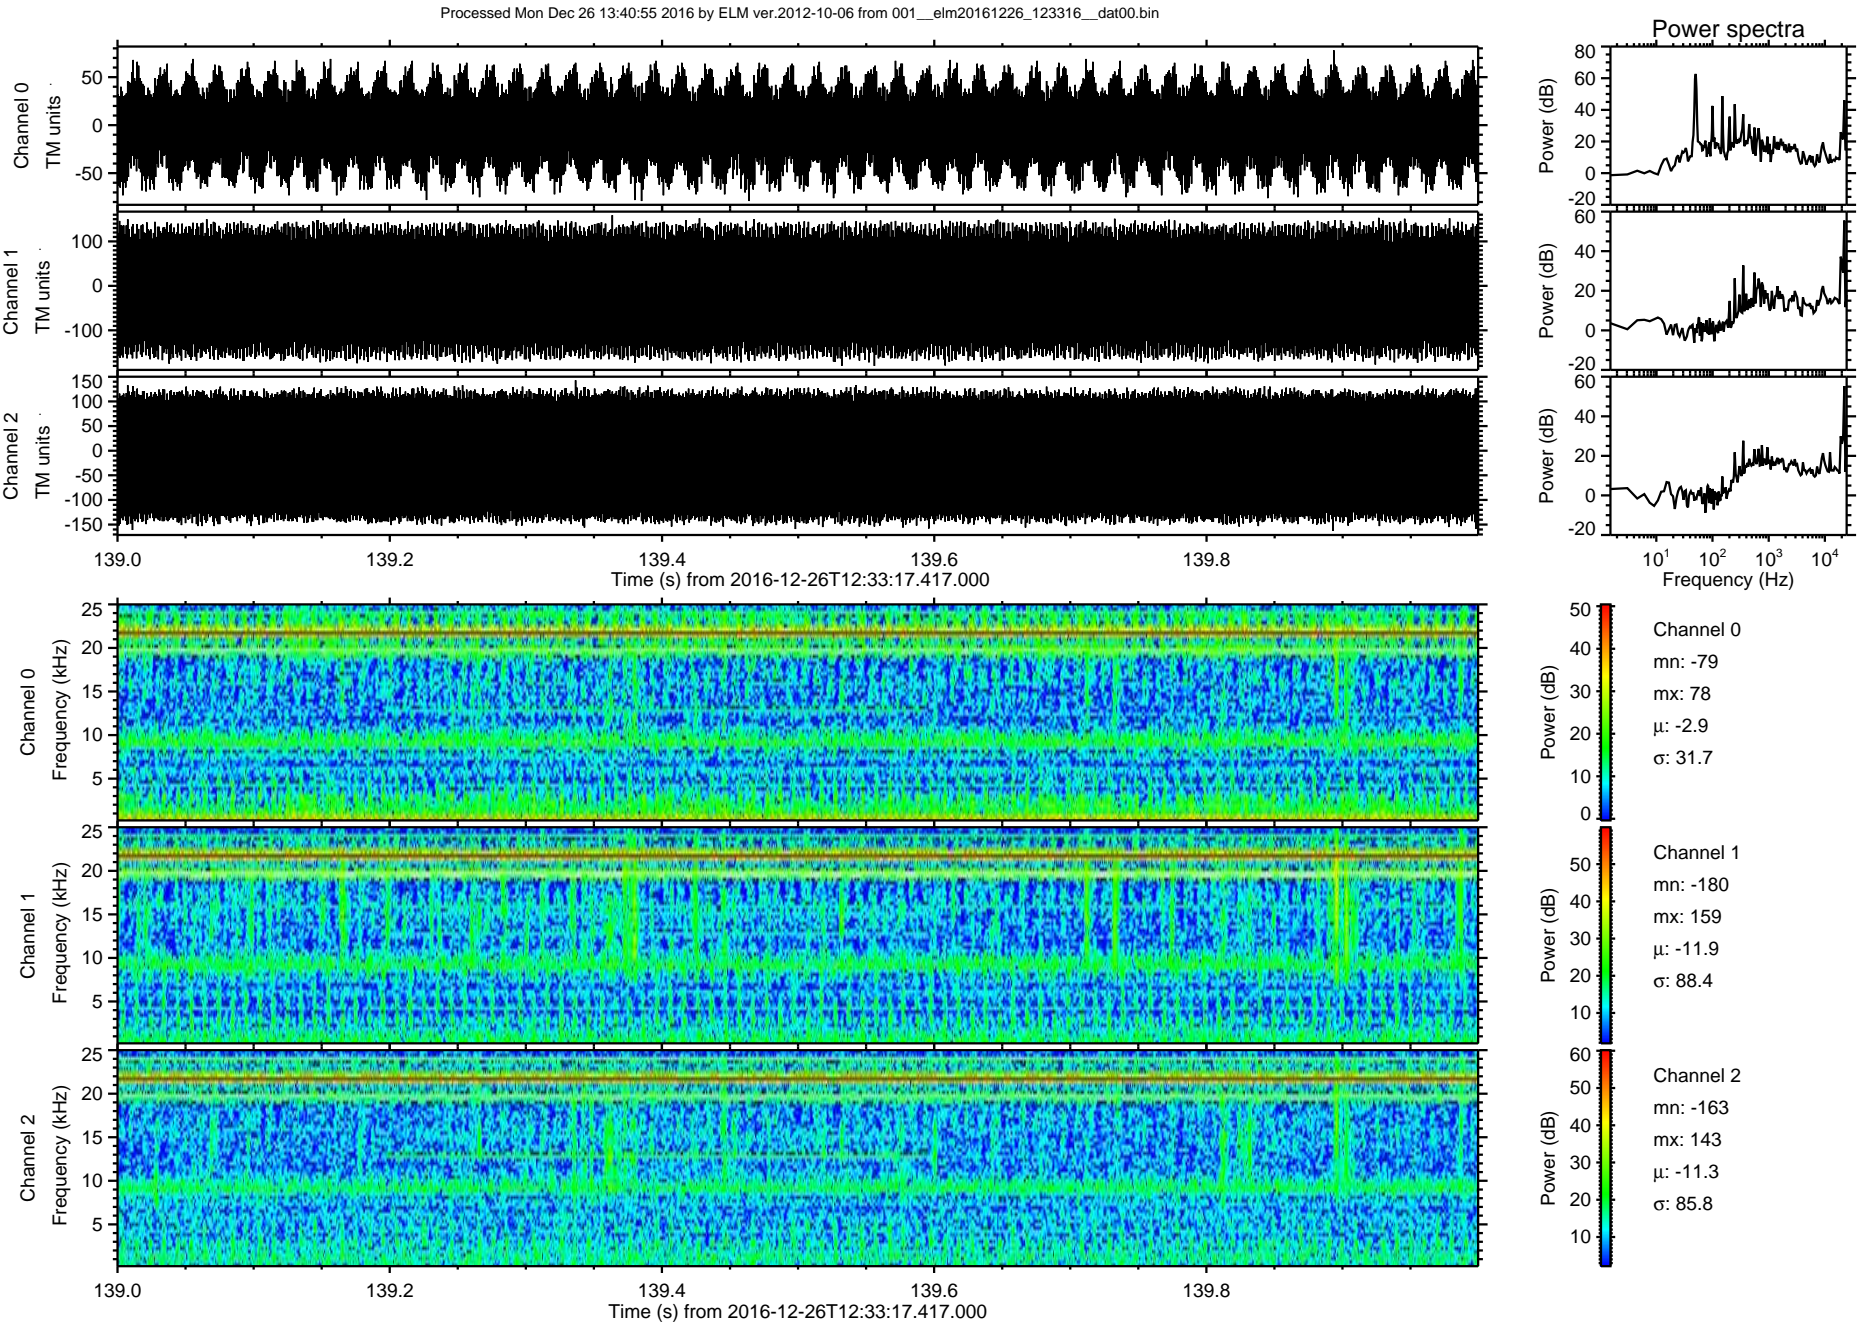 Processed Mon Dec 26 13:40:55 2016 by ELM ver.2012-10-06 from 001__elm20161226_123316__dat00.bin
Power spectra
Channel 0
TM units
50
0
-50
Power (dB)
80
60
40
20
0
-20
Channel 1
TM units
100
0
-100
Power (dB)
60
40
20
0
-20
Channel 2
TM units
150
100
50
0
-50
-100
-150
Power (dB)
60
40
20
0
-20
139.0 139.2 139.4 139.6 139.8
Time (s) from 2016-12-26T12:33:17.417.000
10^1 10^2 10^3 10^4
Frequency (Hz)
Channel 0
Frequency (kHz)
25
20
15
10
5
Power (dB)
50
40
30
20
10
0
Channel 0
mn: -79
mx: 78
µ: -2.9
σ: 31.7
Channel 1
Frequency (kHz)
25
20
15
10
5
Power (dB)
50
40
30
20
10
Channel 1
mn: -180
mx: 159
µ: -11.9
σ: 88.4
Channel 2
Frequency (kHz)
25
20
15
10
5
Power (dB)
60
50
40
30
20
10
Channel 2
mn: -163
mx: 143
µ: -11.3
σ: 85.8
139.0 139.2 139.4 139.6 139.8
Time (s) from 2016-12-26T12:33:17.417.000